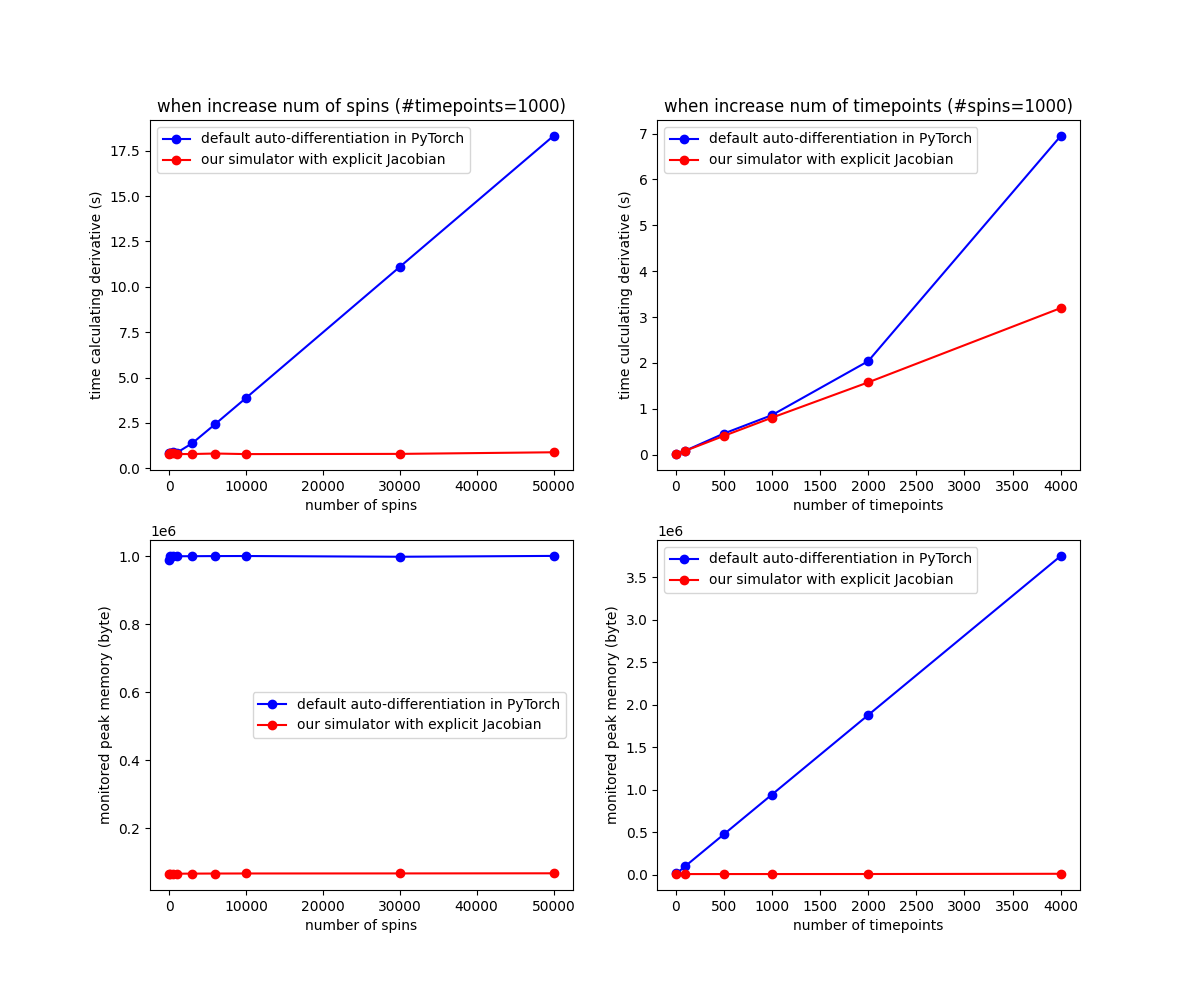 when increase num of spins (#timepoints=1000)
default auto-differentiation in PyTorch
our simulator with explicit Jacobian
time calculating derivative (s)
17.5
15.0
12.5
10.0
7.5
5.0
2.5
0.0
0 10000 20000 30000 40000 50000
number of spins
when increase num of timepoints (#spins=1000)
default auto-differentiation in PyTorch
our simulator with explicit Jacobian
time culculating derivative (s)
7
6
5
4
3
2
1
0
0 500 1000 1500 2000 2500 3000 3500 4000
number of timepoints
1e6
default auto-differentiation in PyTorch
our simulator with explicit Jacobian
monitored peak memory (byte)
1.0
0.8
0.6
0.4
0.2
0 10000 20000 30000 40000 50000
number of spins
1e6
default auto-differentiation in PyTorch
our simulator with explicit Jacobian
monitored peak memory (byte)
3.5
3.0
2.5
2.0
1.5
1.0
0.5
0.0
0 500 1000 1500 2000 2500 3000 3500 4000
number of timepoints